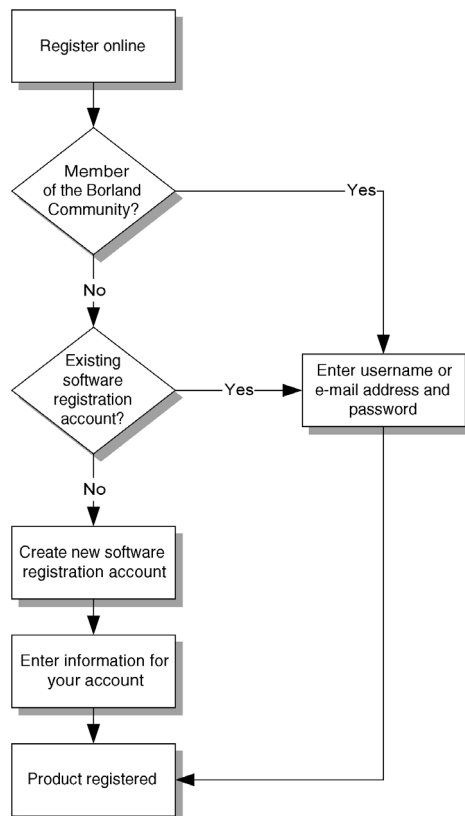 Register online
Member
of the Borland
Community?
Yes
No
Existing
software
registration
account?
Yes
Enter username or
e-mail address and
password
No
Create new software
registration account
Enter information for
your account
Product registered